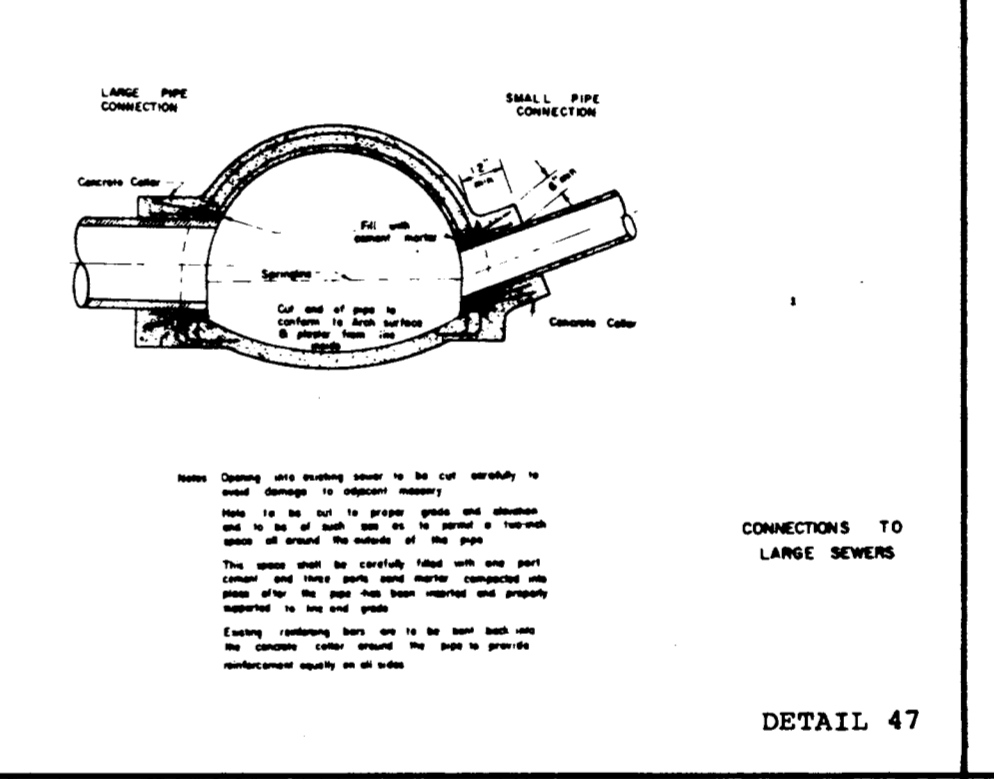 LARGE PIPE
CONNECTION
SMALL PIPE
CONNECTION
12"
min
6" min
Concrete Collar
Fill with
cement mortar
Springline
Cut end of pipe to
conform to Arch surface
& plaster from the
inside
Concrete Collar
1
Notes Opening into existing sewer to be cut carefully to
avoid damage to adjacent masonry
Hole to be cut to proper grade and elevation
and to be of such size as to permit a two-inch
space all around the outside of the pipe
This space shall be carefully filled with one part
cement and three parts sand mortar compacted into
place after the pipe has been inserted and properly
supported to line and grade
Existing reinforcing bars are to be bent back into
the concrete collar around the pipe to provide
reinforcement equally on all sides
CONNECTIONS TO
LARGE SEWERS
DETAIL 47